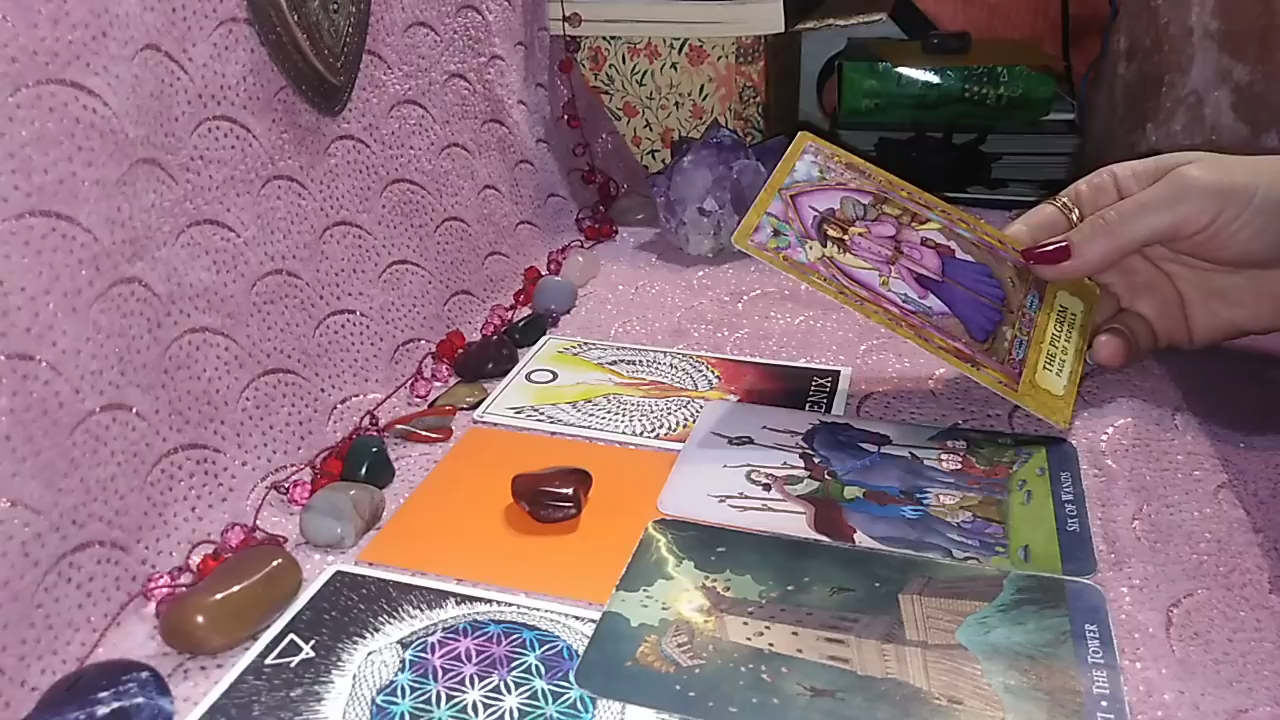 THE PILGRIM
PAGE OF SCROLLS
ENIX
SIX OF WANDS
I • THE TOWER